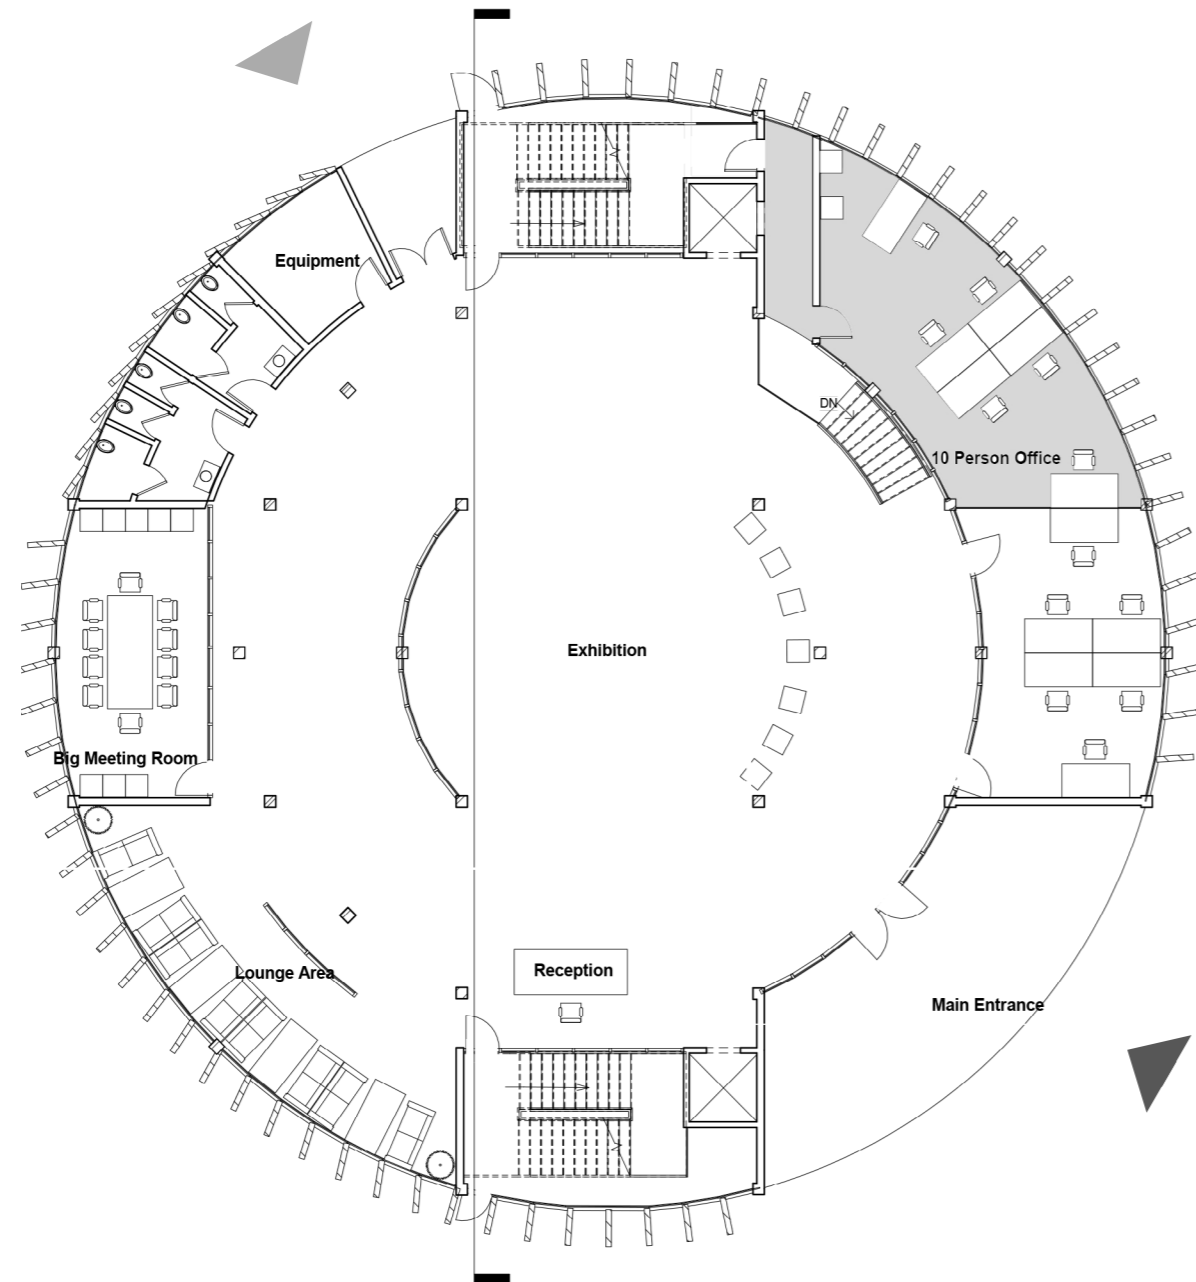 Equipment
DN
10 Person Office
Exhibition
Big Meeting Room
Lounge Area
Reception
Main Entrance